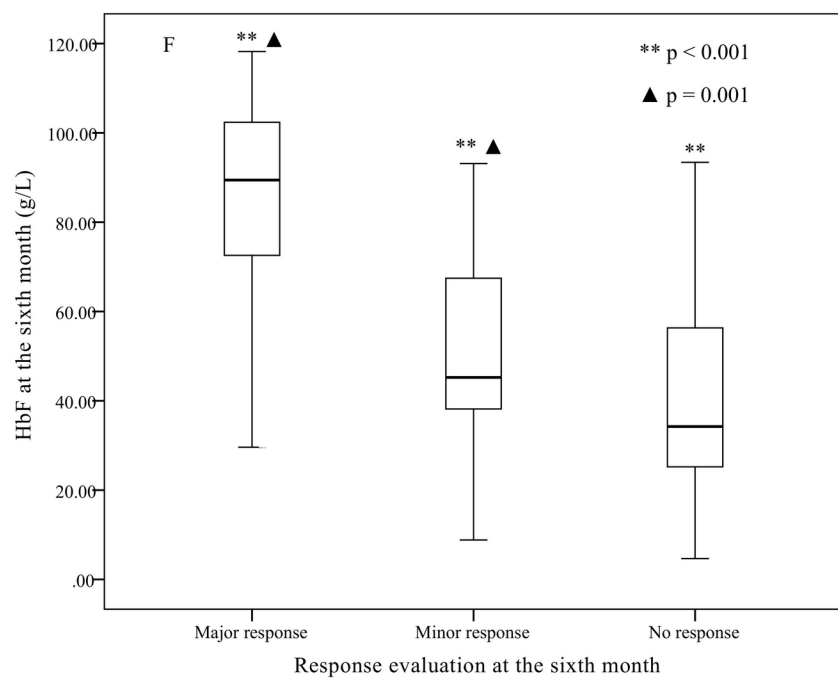 F
** ▲
** p < 0.001
▲ p = 0.001
** ▲
**
120.00
100.00
80.00
60.00
40.00
20.00
.00
HbF at the sixth month (g/L)
Major response
Minor response
No response
Response evaluation at the sixth month